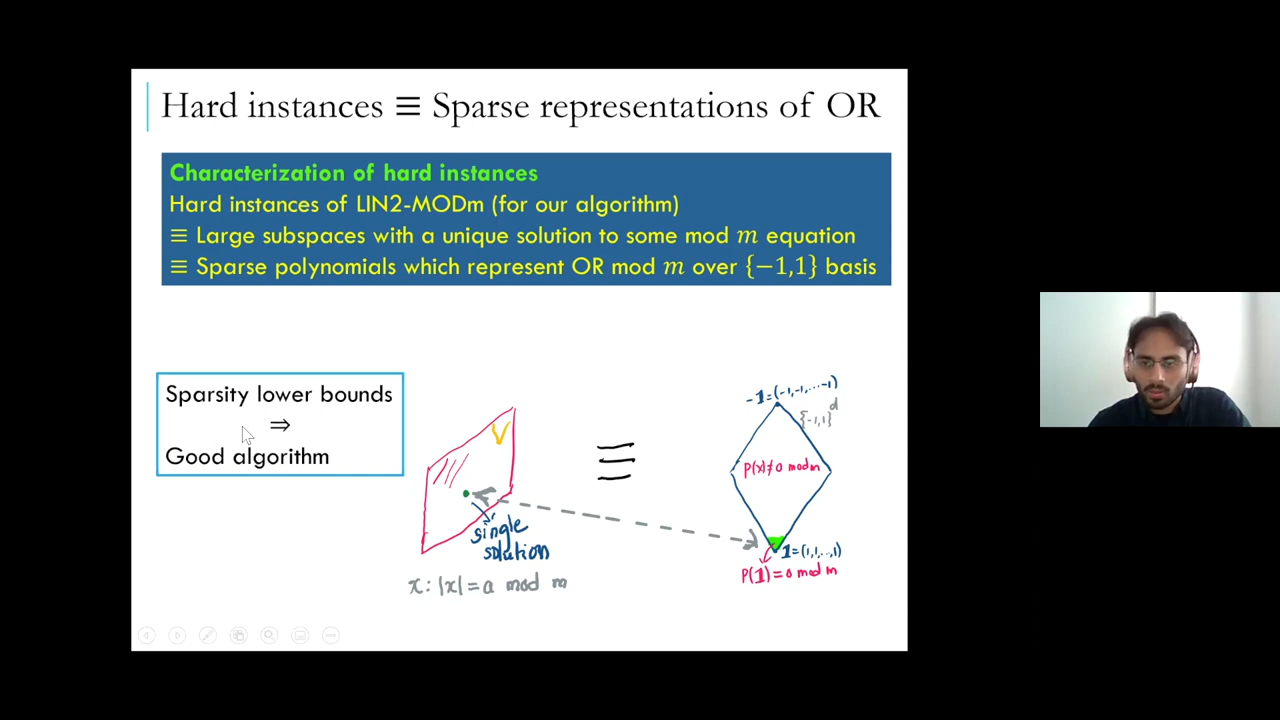 Hard instances ≡ Sparse representations of OR
Characterization of hard instances
Hard instances of LIN2-MODm (for our algorithm)
≡ Large subspaces with a unique solution to some mod m equation
≡ Sparse polynomials which represent OR mod m over {−1,1} basis
Sparsity lower bounds
⇒
Good algorithm
V
single
solution
x: |x| = a mod m
≡
-1=(-1,-1,...-1)
{-1,1}^d
P(x)≠0 mod m
1=(1,1,...,1)
P(1)=0 mod m